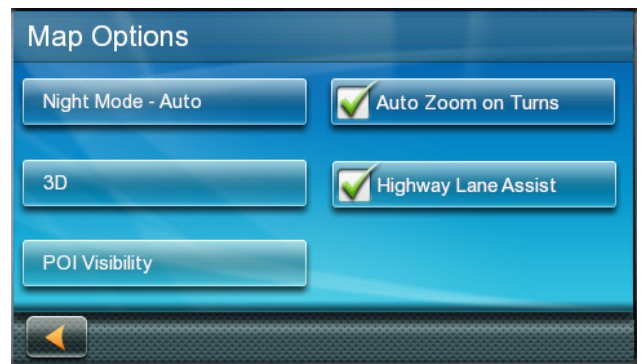 Map Options
Night Mode - Auto
Auto Zoom on Turns
3D
Highway Lane Assist
POI Visibility